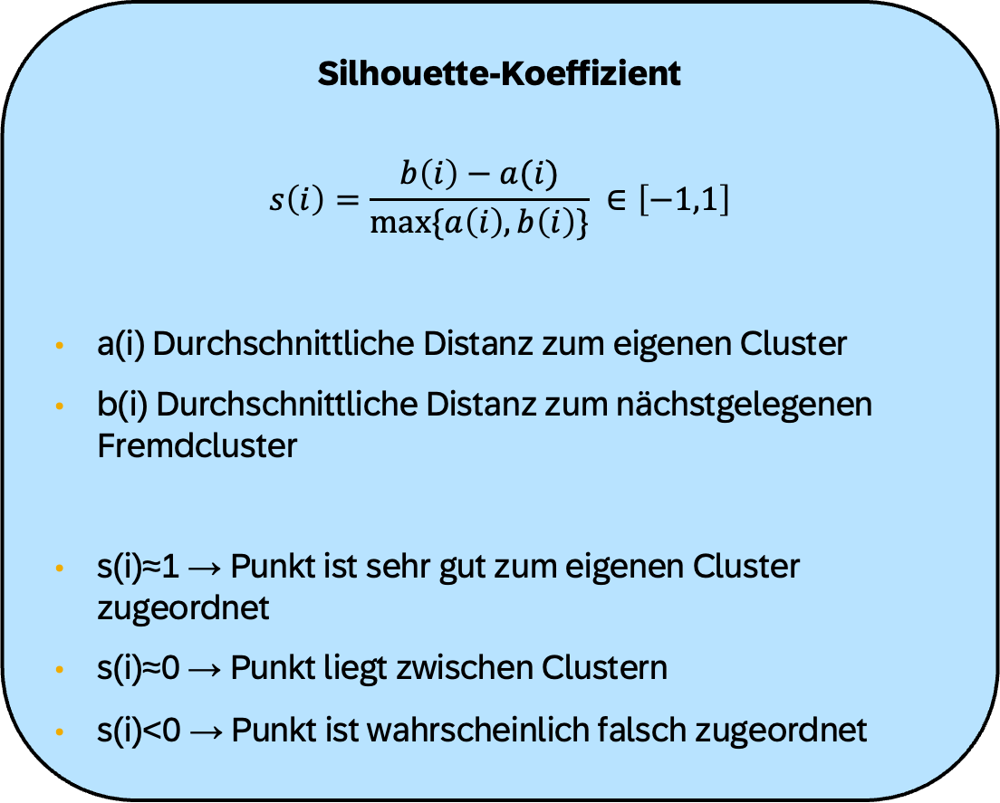 Silhouette-Koeffizient
s(i) = \frac{b(i) − a(i)}{max{a(i), b(i)}} ∈ [−1,1]
• a(i) Durchschnittliche Distanz zum eigenen Cluster
• b(i) Durchschnittliche Distanz zum nächstgelegenen
Fremdcluster
• s(i)≈1 → Punkt ist sehr gut zum eigenen Cluster
zugeordnet
• s(i)≈0 → Punkt liegt zwischen Clustern
• s(i)<0 → Punkt ist wahrscheinlich falsch zugeordnet